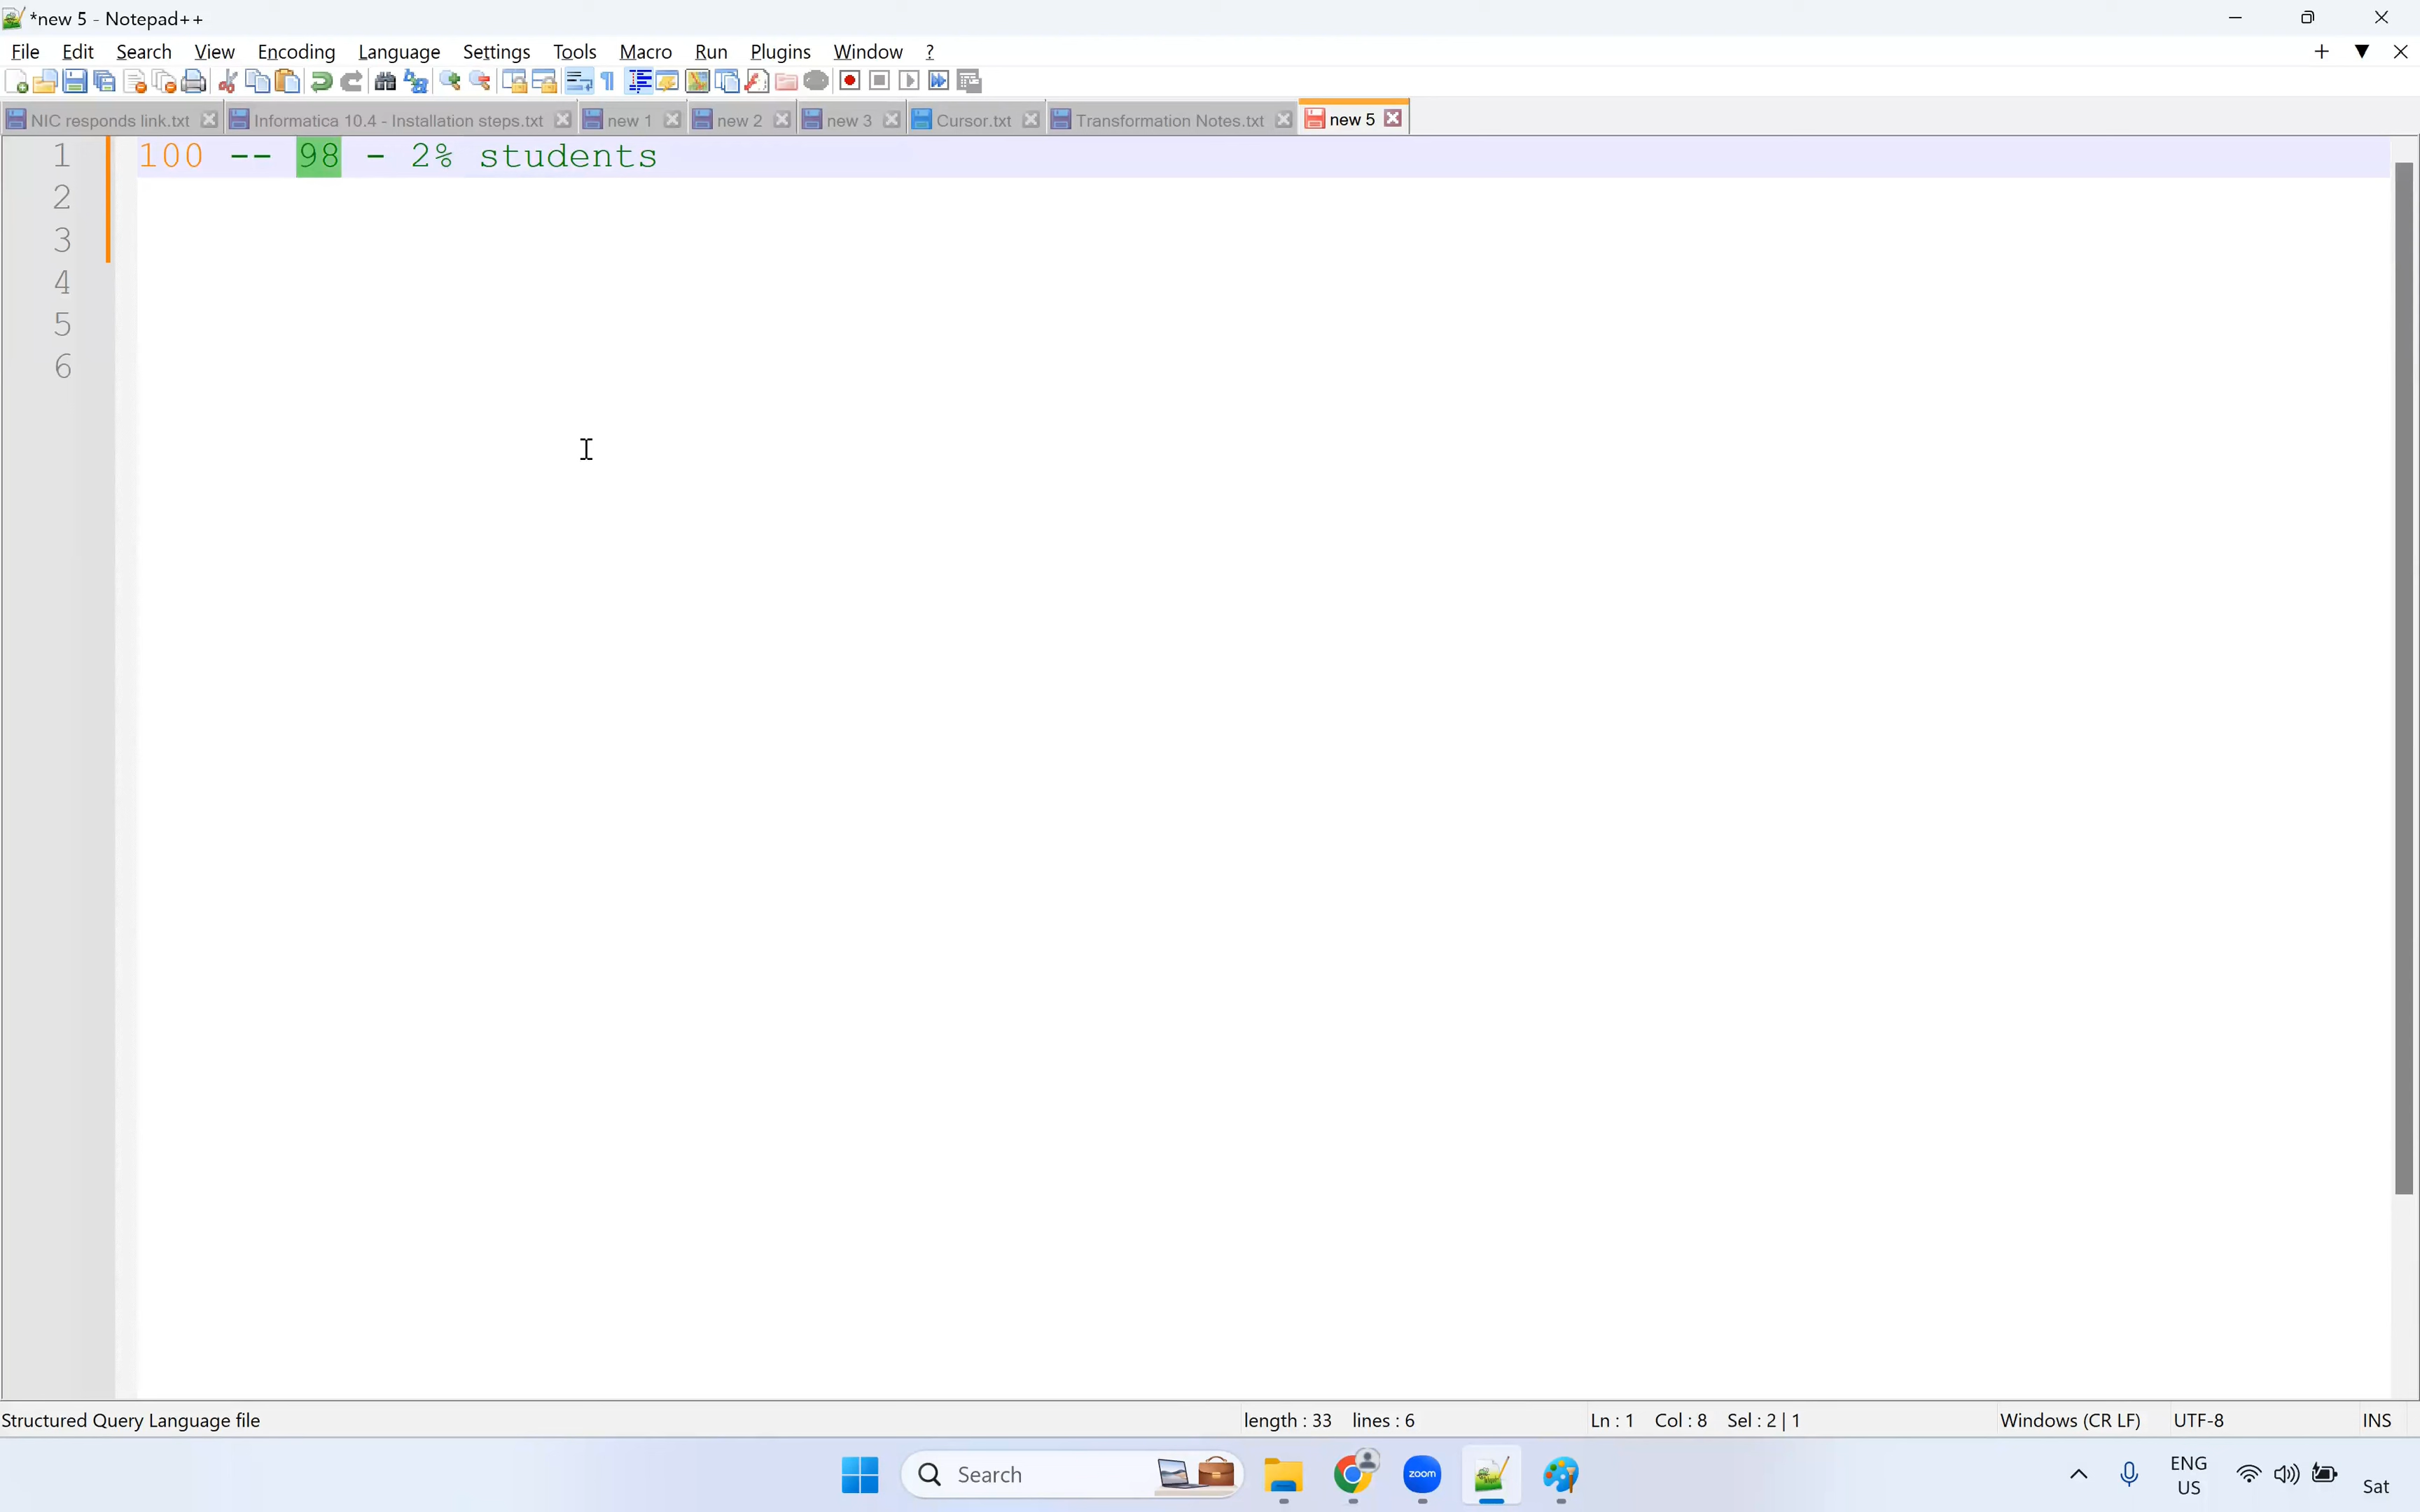 *new 5 - Notepad++
File Edit Search View Encoding Language Settings Tools Macro Run Plugins Window ?
NIC responds link.txt Informatica 10.4 - Installation steps.txt new 1 new 2 new 3 Cursor.txt Transformation Notes.txt new 5
1 100 -- 98 - 2% students
2
3
4
5
6
Structured Query Language file length : 33 lines : 6 Ln : 1 Col : 8 Sel : 2 | 1 Windows (CR LF) UTF-8 INS
Search zoom ENG
US Sat